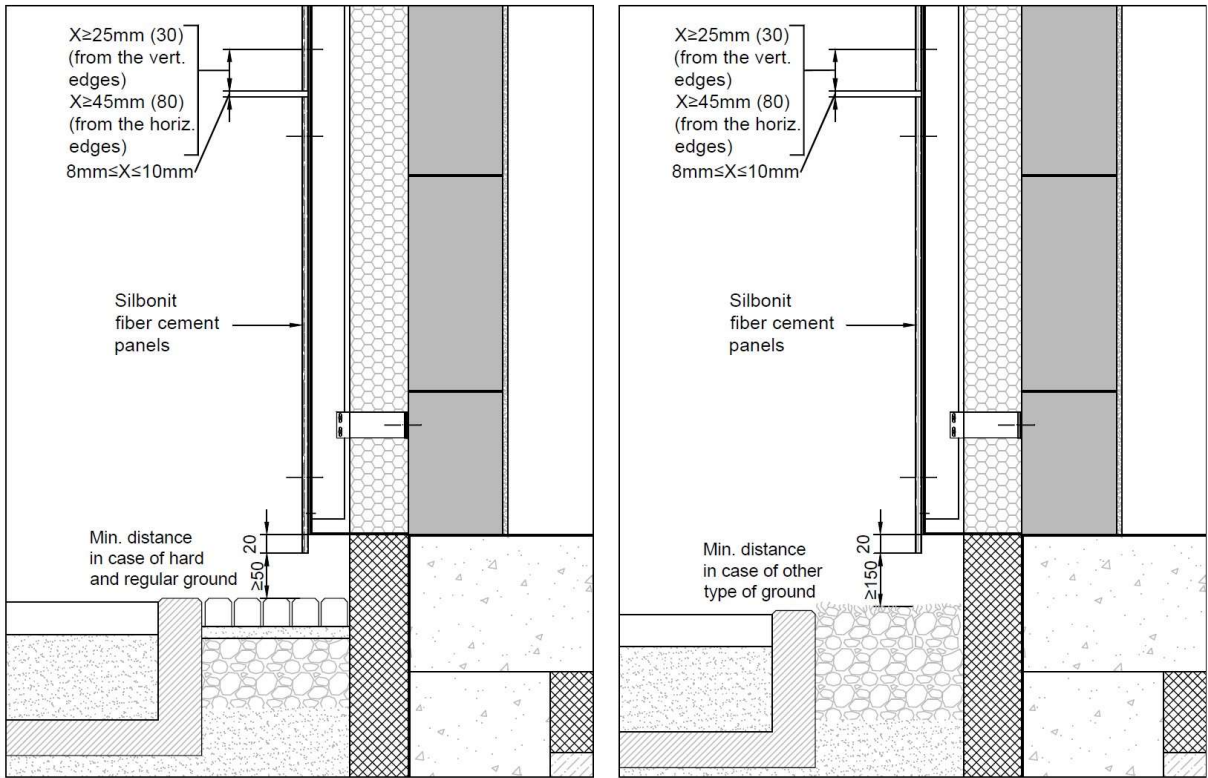 X≥25mm (30)
(from the vert.
edges)
X≥45mm (80)
(from the horiz.
edges)
8mm≤X≤10mm
Silbonit
fiber cement
panels
Min. distance
in case of hard
and regular ground
20
≥50
X≥25mm (30)
(from the vert.
edges)
X≥45mm (80)
(from the horiz.
edges)
8mm≤X≤10mm
Silbonit
fiber cement
panels
Min. distance
in case of other
type of ground
20
≥150